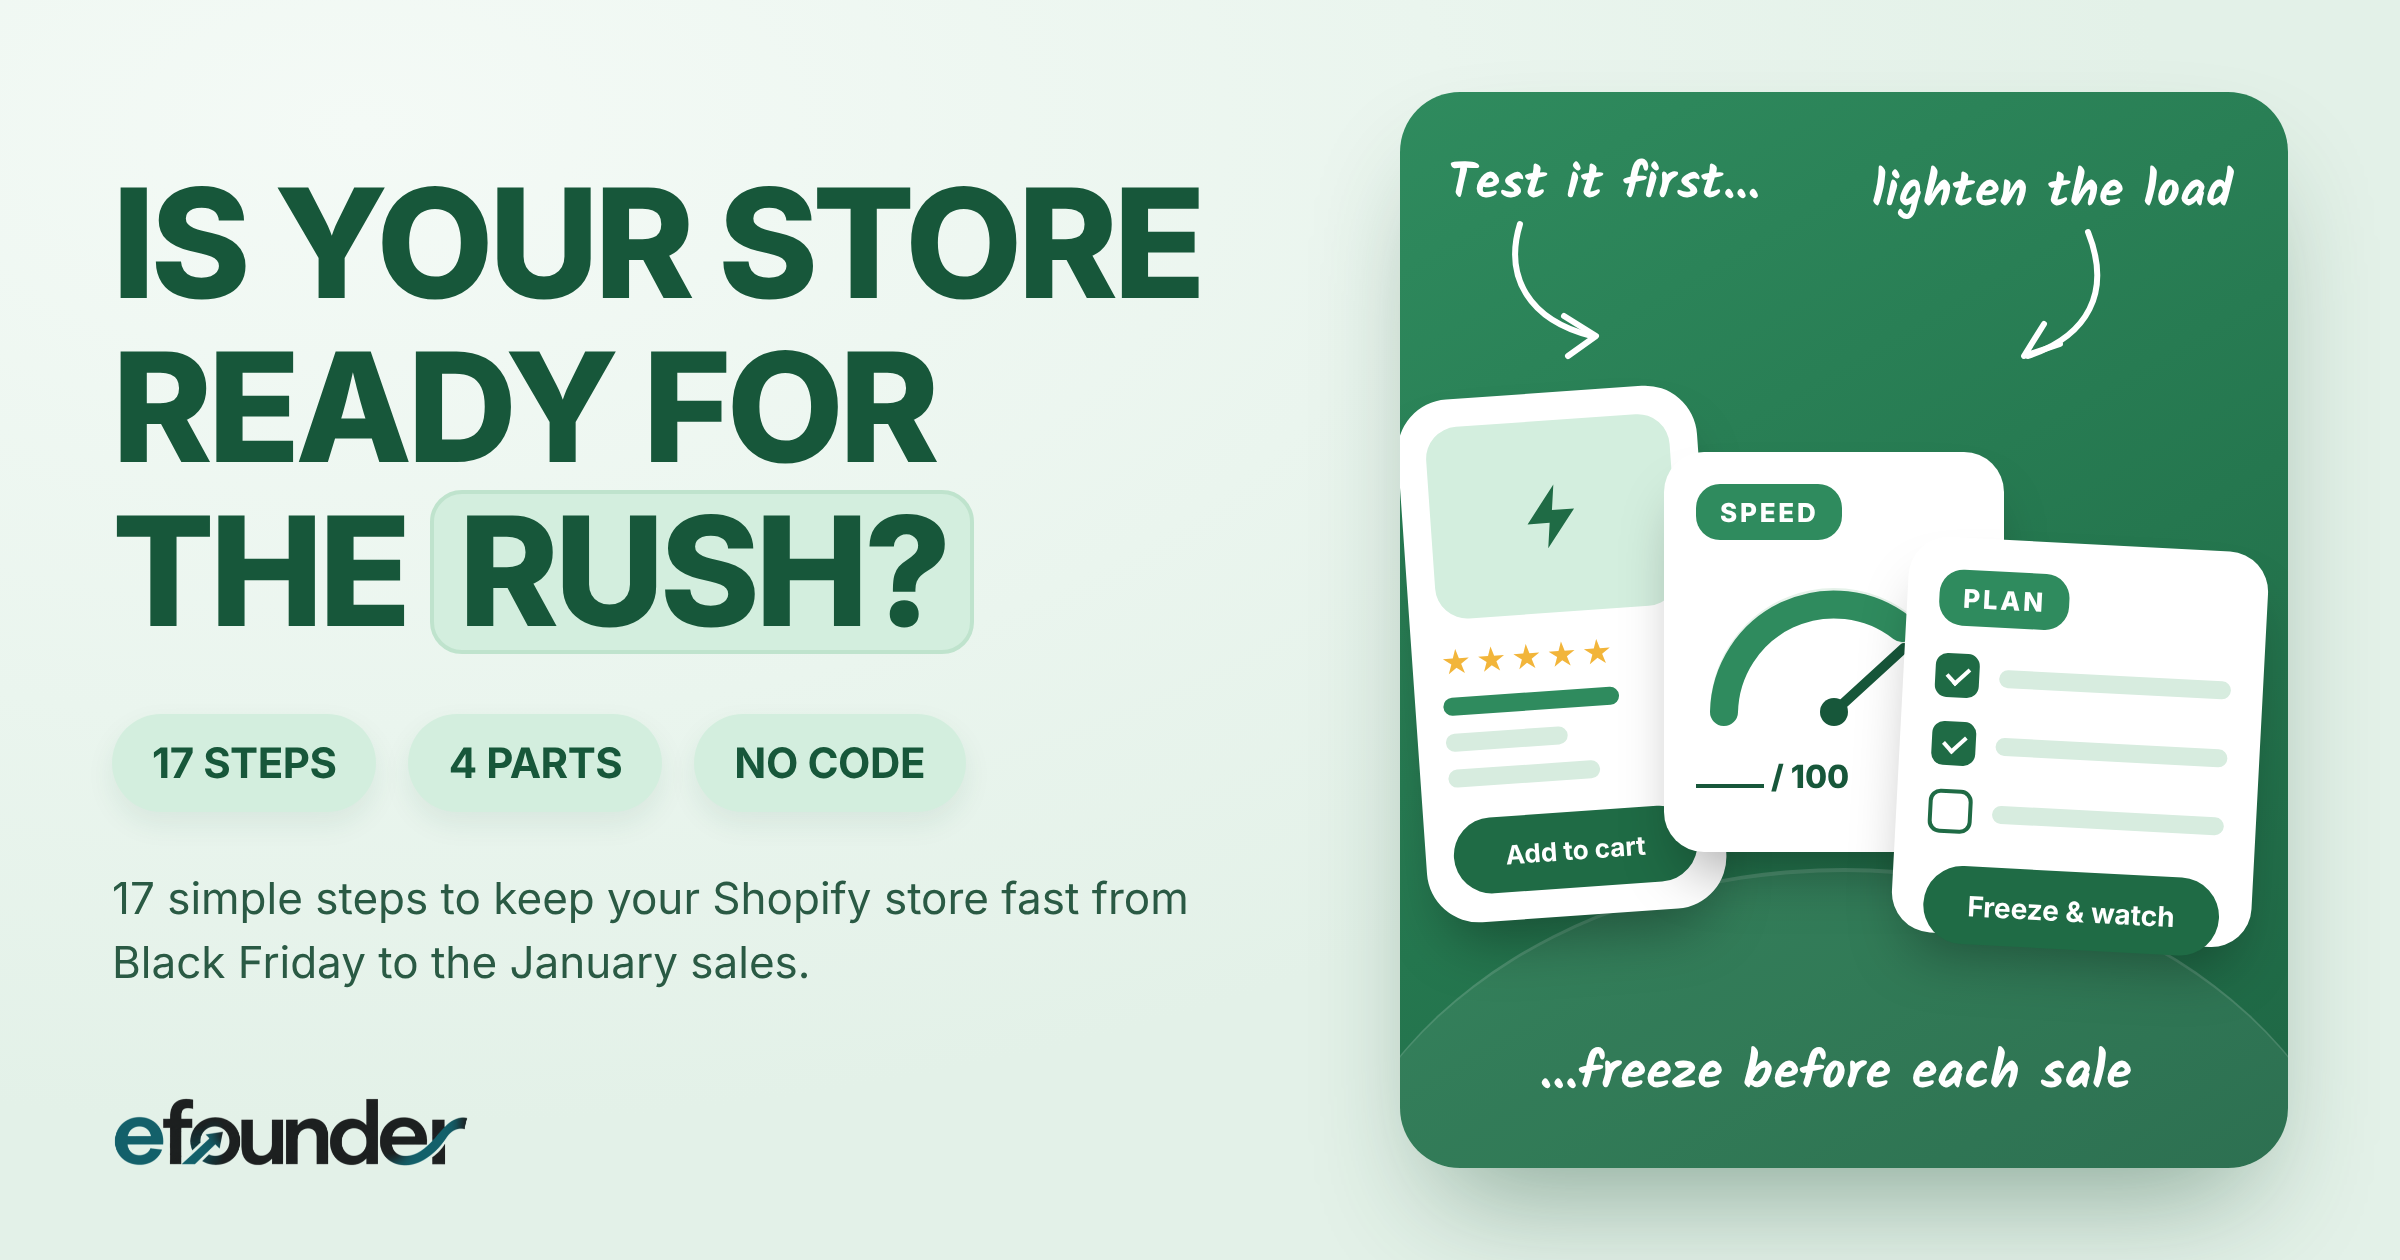 IS YOUR STORE
READY FOR
THE RUSH?
17 STEPS
4 PARTS
NO CODE
17 simple steps to keep your Shopify store fast from
Black Friday to the January sales.
efounder
Test it first...
lighten the load
Add to cart
SPEED
/ 100
PLAN
Freeze & watch
...freeze before each sale